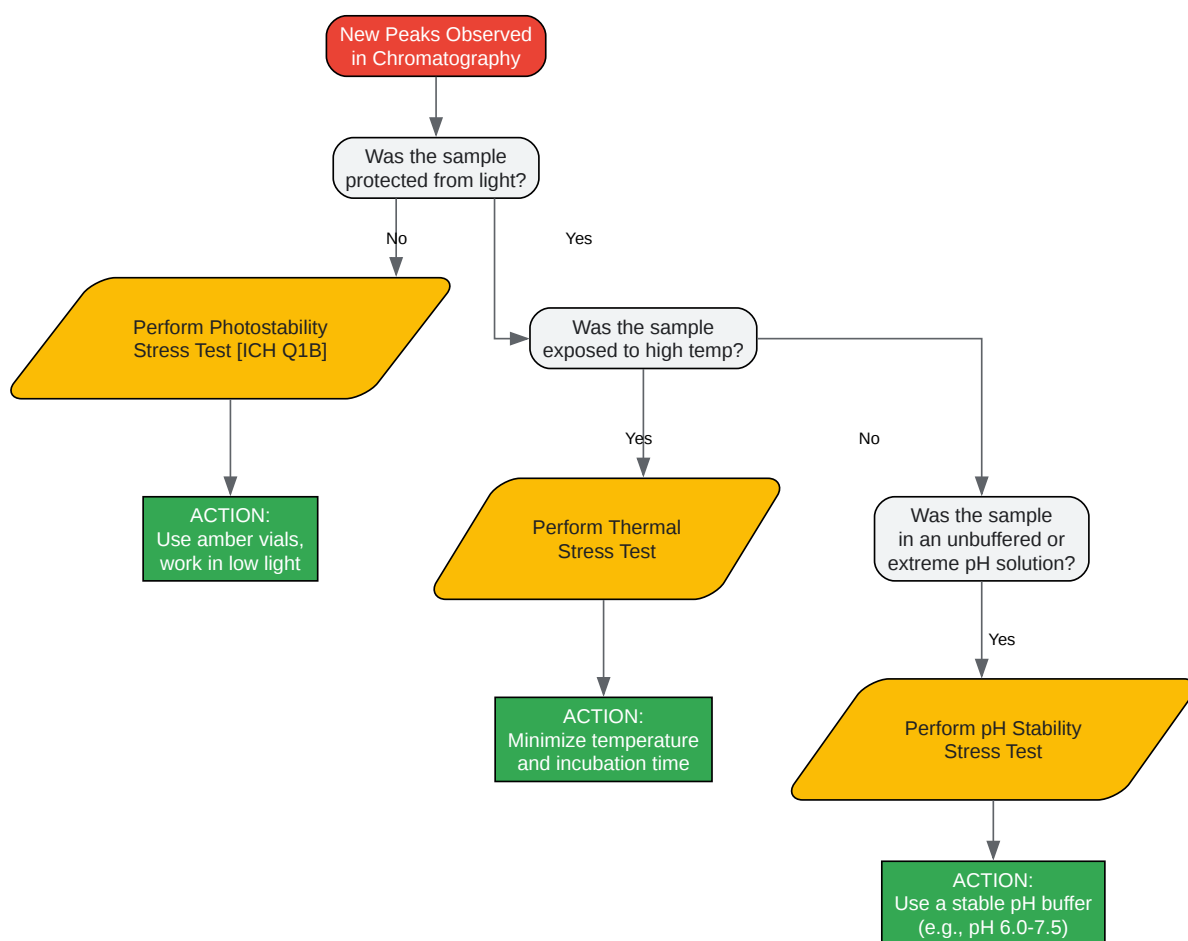 New Peaks Observed
in Chromatography
Was the sample
protected from light?
No
Yes
Perform Photostability
Stress Test [ICH Q1B]
Was the sample
exposed to high temp?
ACTION:
Use amber vials,
work in low light
Yes
No
Perform Thermal
Stress Test
Was the sample
in an unbuffered or
extreme pH solution?
Yes
ACTION:
Minimize temperature
and incubation time
Perform pH Stability
Stress Test
ACTION:
Use a stable pH buffer
(e.g., pH 6.0-7.5)